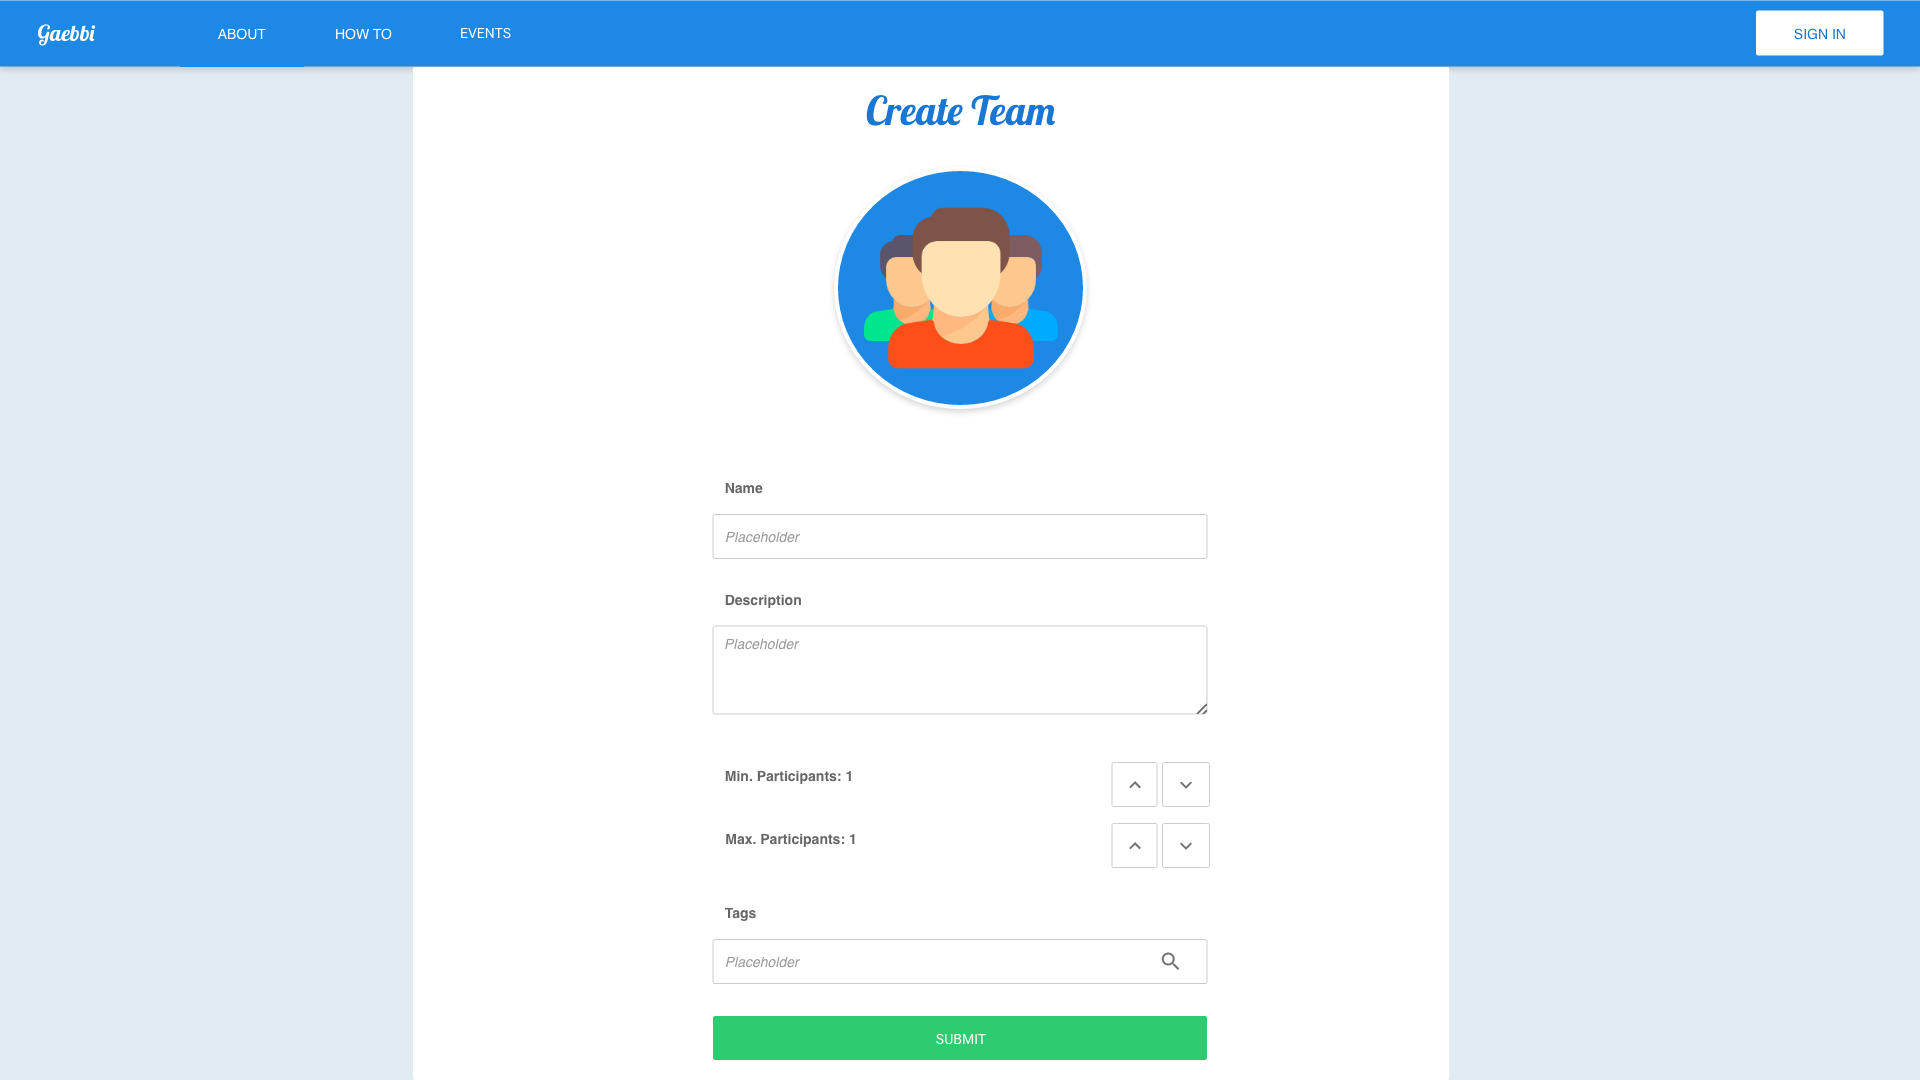 Gaebbi
ABOUT
HOW TO
EVENTS
SIGN IN
Create Team
Name
Placeholder
Description
Placeholder
Min. Participants: 1
Max. Participants: 1
Tags
Placeholder
SUBMIT